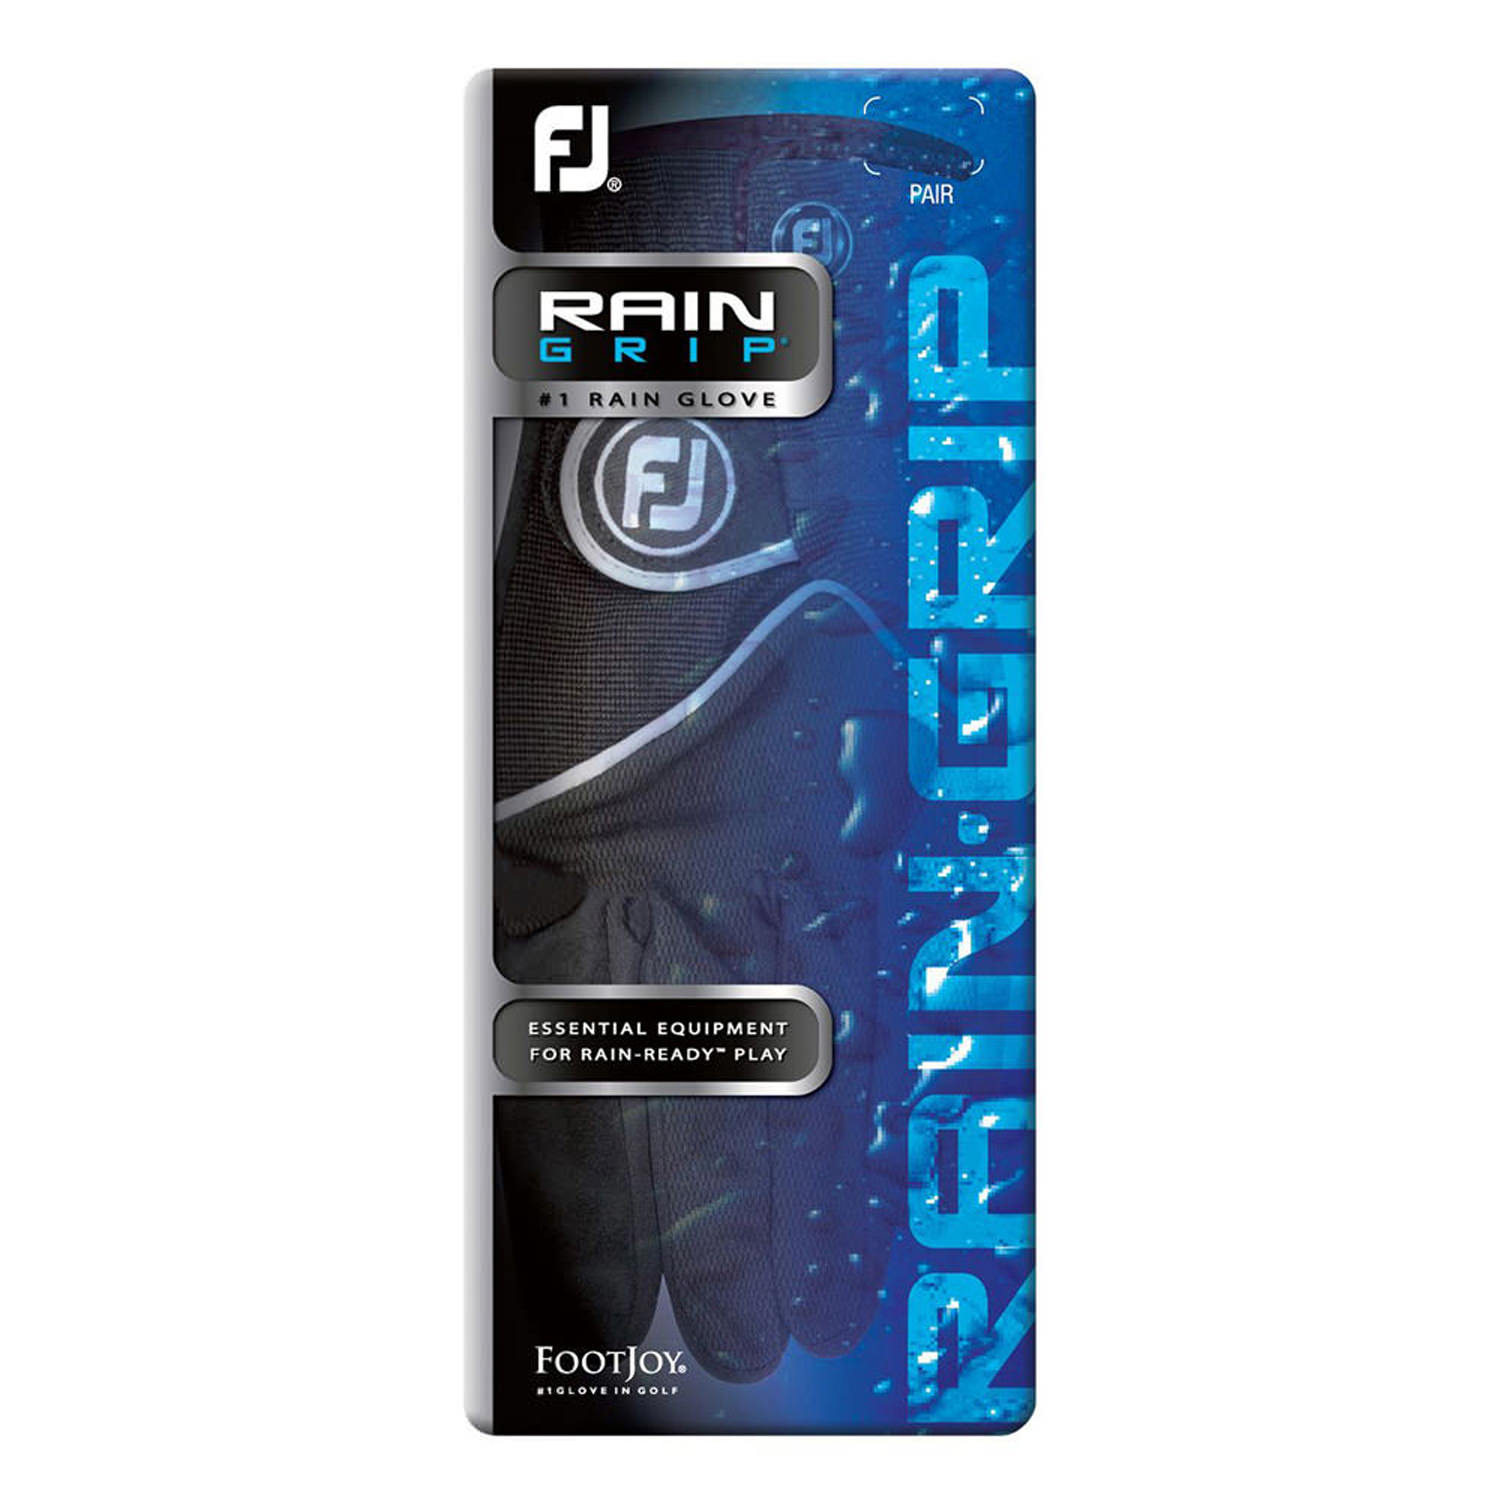 FJ®
PAIR
FJ
RAIN
GRIP®
#1 RAIN GLOVE
FJ
RAIN·GRIP
ESSENTIAL EQUIPMENT
FOR RAIN-READY™ PLAY
FOOTJOY®
#1 GLOVE IN GOLF